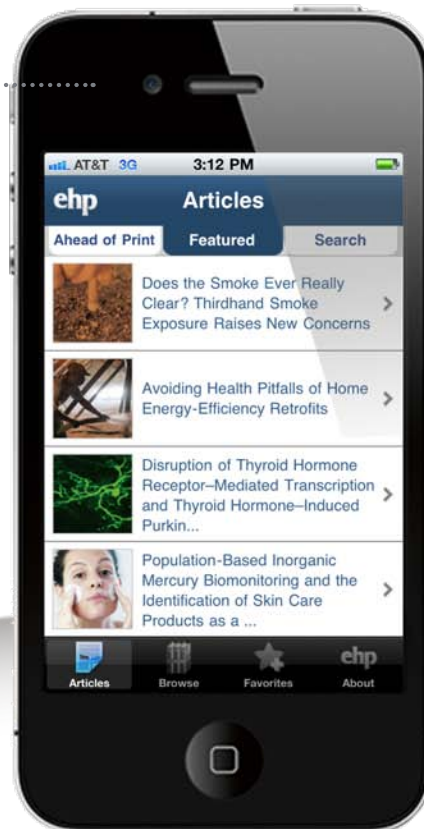 AT&T 3G 3:12 PM
ehp Articles
Ahead of Print Featured Search
Does the Smoke Ever Really
Clear? Thirdhand Smoke
Exposure Raises New Concerns
Avoiding Health Pitfalls of Home
Energy-Efficiency Retrofits
Disruption of Thyroid Hormone
Receptor–Mediated Transcription
and Thyroid Hormone–Induced
Purkin...
Population-Based Inorganic
Mercury Biomonitoring and the
Identification of Skin Care
Products as a ...
ehp
Articles Browse Favorites About